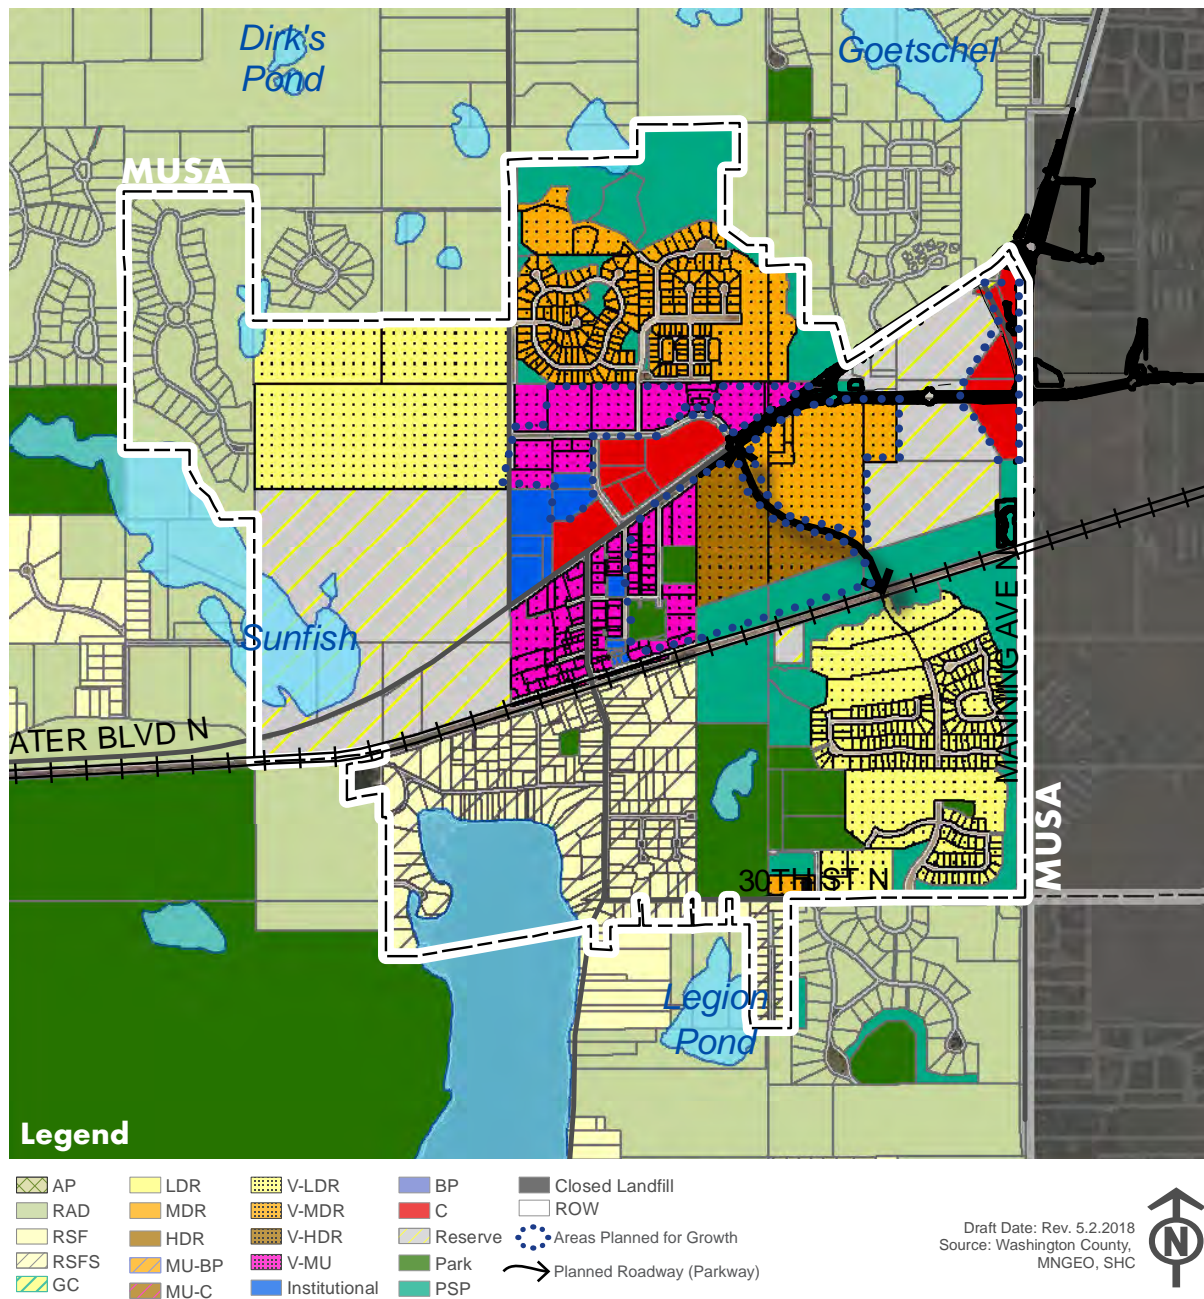 Dirk's
Pond
Goetschel
MUSA
Sunfish
ATER BLVD N
MANNING AVE N
MUSA
30TH ST N
Legion
Pond
Legend
AP
RAD
RSF
RSFS
GC
LDR
MDR
HDR
MU-BP
MU-C
V-LDR
V-MDR
V-HDR
V-MU
Institutional
BP
C
Reserve
Park
PSP
Closed Landfill
ROW
Areas Planned for Growth
Planned Roadway (Parkway)
Draft Date: Rev. 5.2.2018
Source: Washington County,
MNGEO, SHC
N